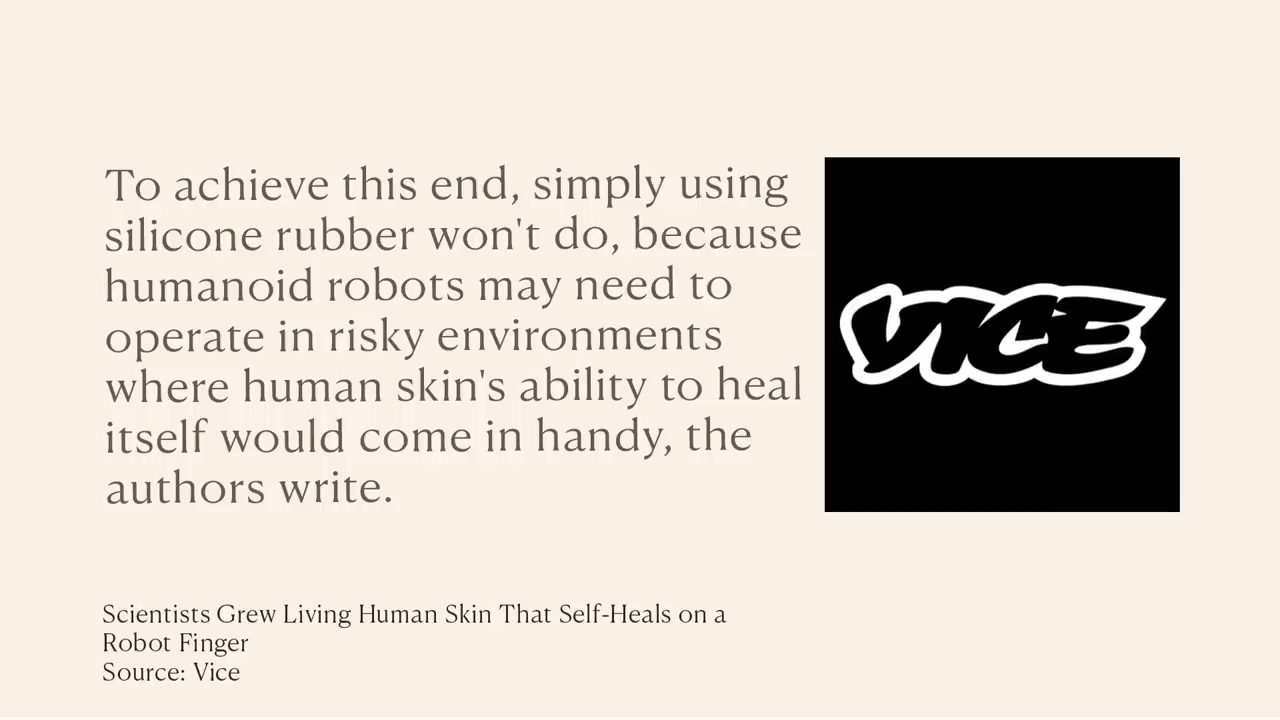 To achieve this end, simply using
silicone rubber won't do, because
humanoid robots may need to
operate in risky environments
where human skin's ability to heal
itself would come in handy, the
authors write.
VICE
Scientists Grew Living Human Skin That Self-Heals on a
Robot Finger
Source: Vice